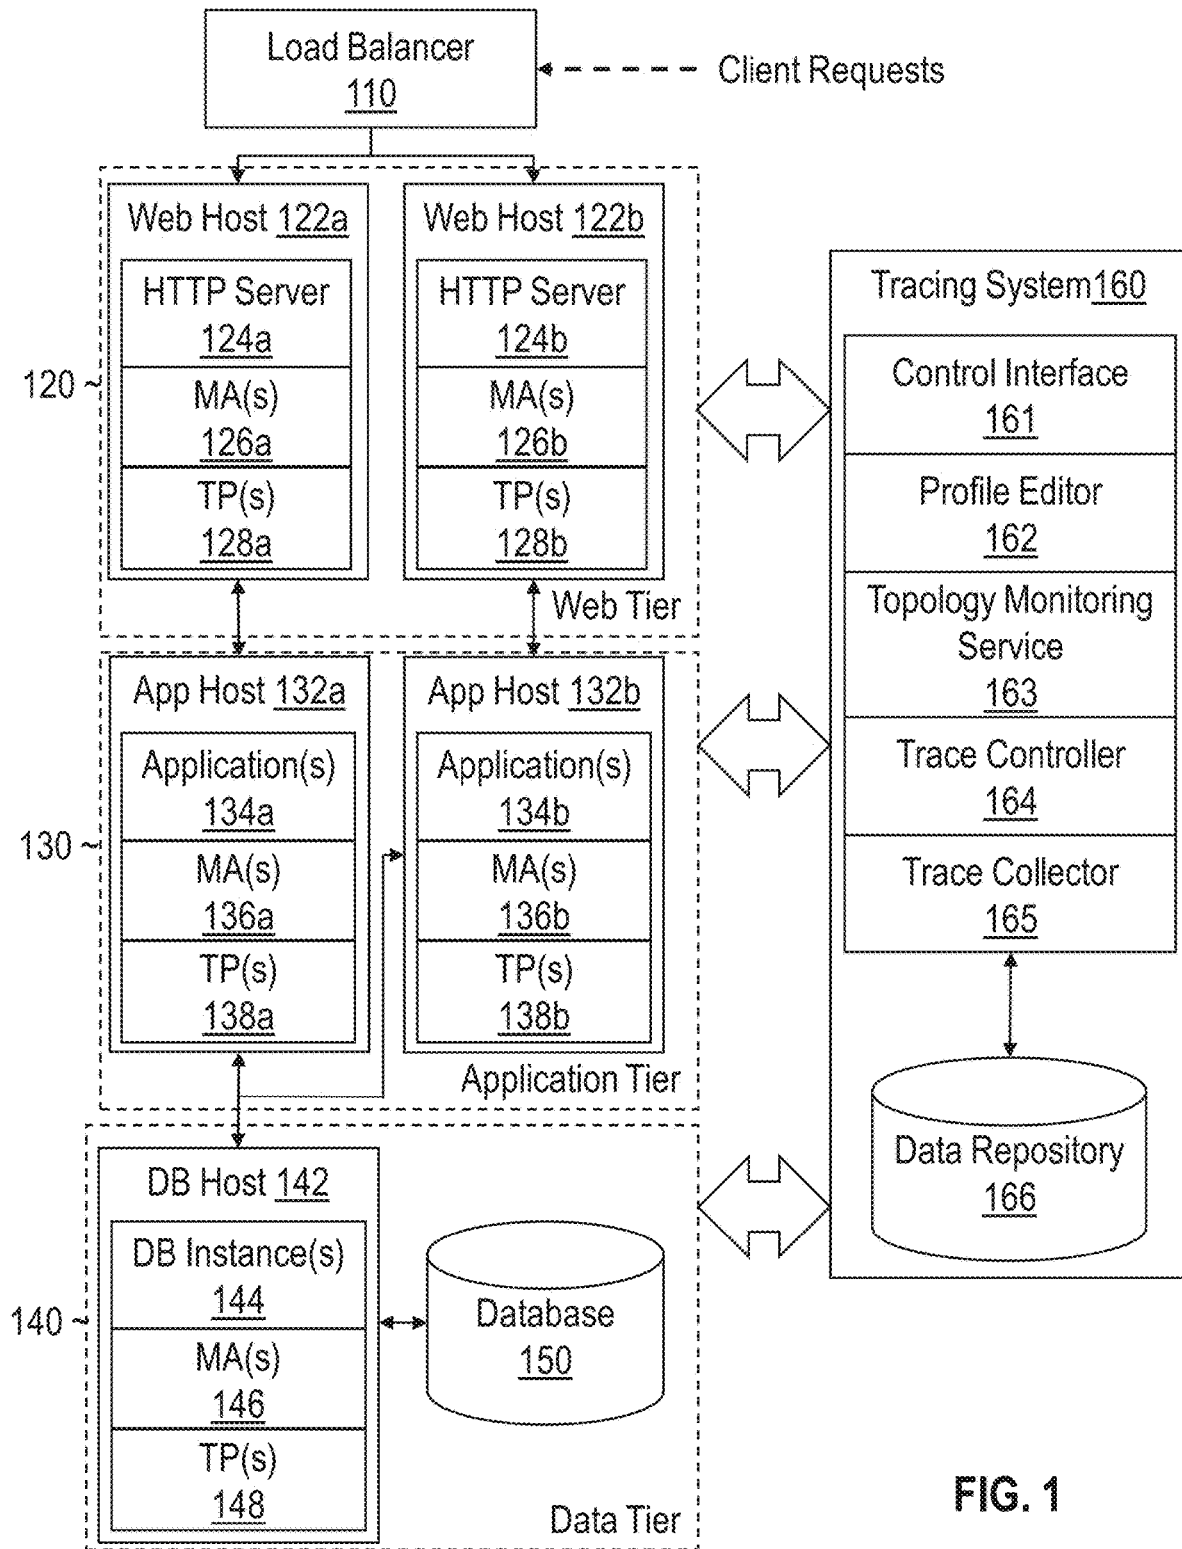 Load Balancer
110
Client Requests
120 ~
Web Host 122a
HTTP Server
124a
MA(s)
126a
TP(s)
128a
Web Host 122b
HTTP Server
124b
MA(s)
126b
TP(s)
128b
Web Tier
130 ~
App Host 132a
Application(s)
134a
MA(s)
136a
TP(s)
138a
App Host 132b
Application(s)
134b
MA(s)
136b
TP(s)
138b
Application Tier
140 ~
DB Host 142
DB Instance(s)
144
MA(s)
146
TP(s)
148
Database
150
Data Tier
Tracing System160
Control Interface
161
Profile Editor
162
Topology Monitoring
Service
163
Trace Controller
164
Trace Collector
165
Data Repository
166
FIG. 1